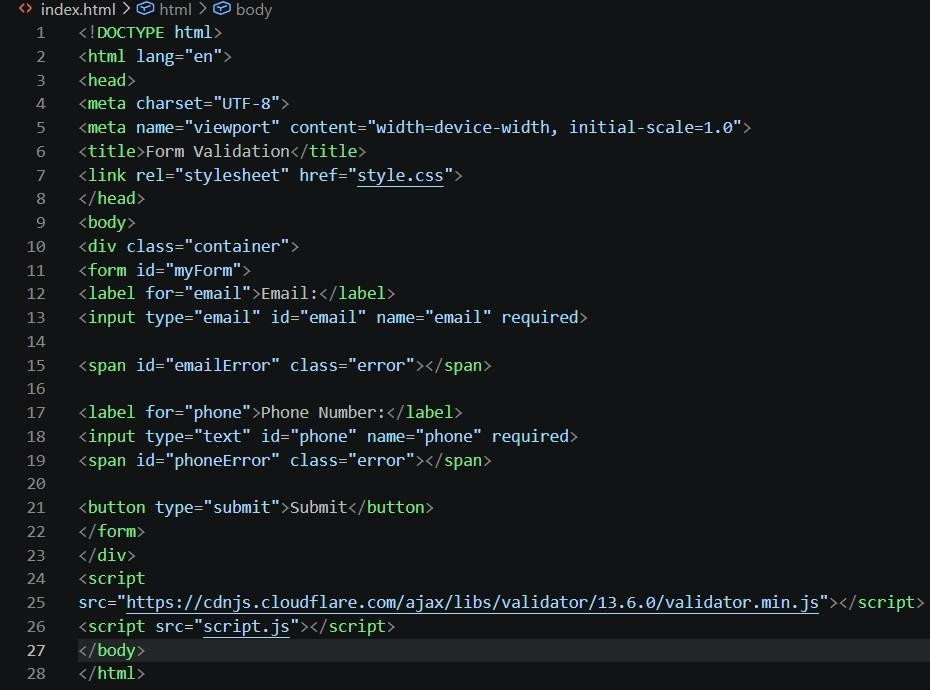 index.html > html > body
1 <!DOCTYPE html>
2 <html lang="en">
3 <head>
4 <meta charset="UTF-8">
5 <meta name="viewport" content="width=device-width, initial-scale=1.0">
6 <title>Form Validation</title>
7 <link rel="stylesheet" href="style.css">
8 </head>
9 <body>
10 <div class="container">
11 <form id="myForm">
12 <label for="email">Email:</label>
13 <input type="email" id="email" name="email" required>
14
15 <span id="emailError" class="error"></span>
16
17 <label for="phone">Phone Number:</label>
18 <input type="text" id="phone" name="phone" required>
19 <span id="phoneError" class="error"></span>
20
21 <button type="submit">Submit</button>
22 </form>
23 </div>
24 <script
25 src="https://cdnjs.cloudflare.com/ajax/libs/validator/13.6.0/validator.min.js"></script>
26 <script src="script.js"></script>
27 </body>
28 </html>